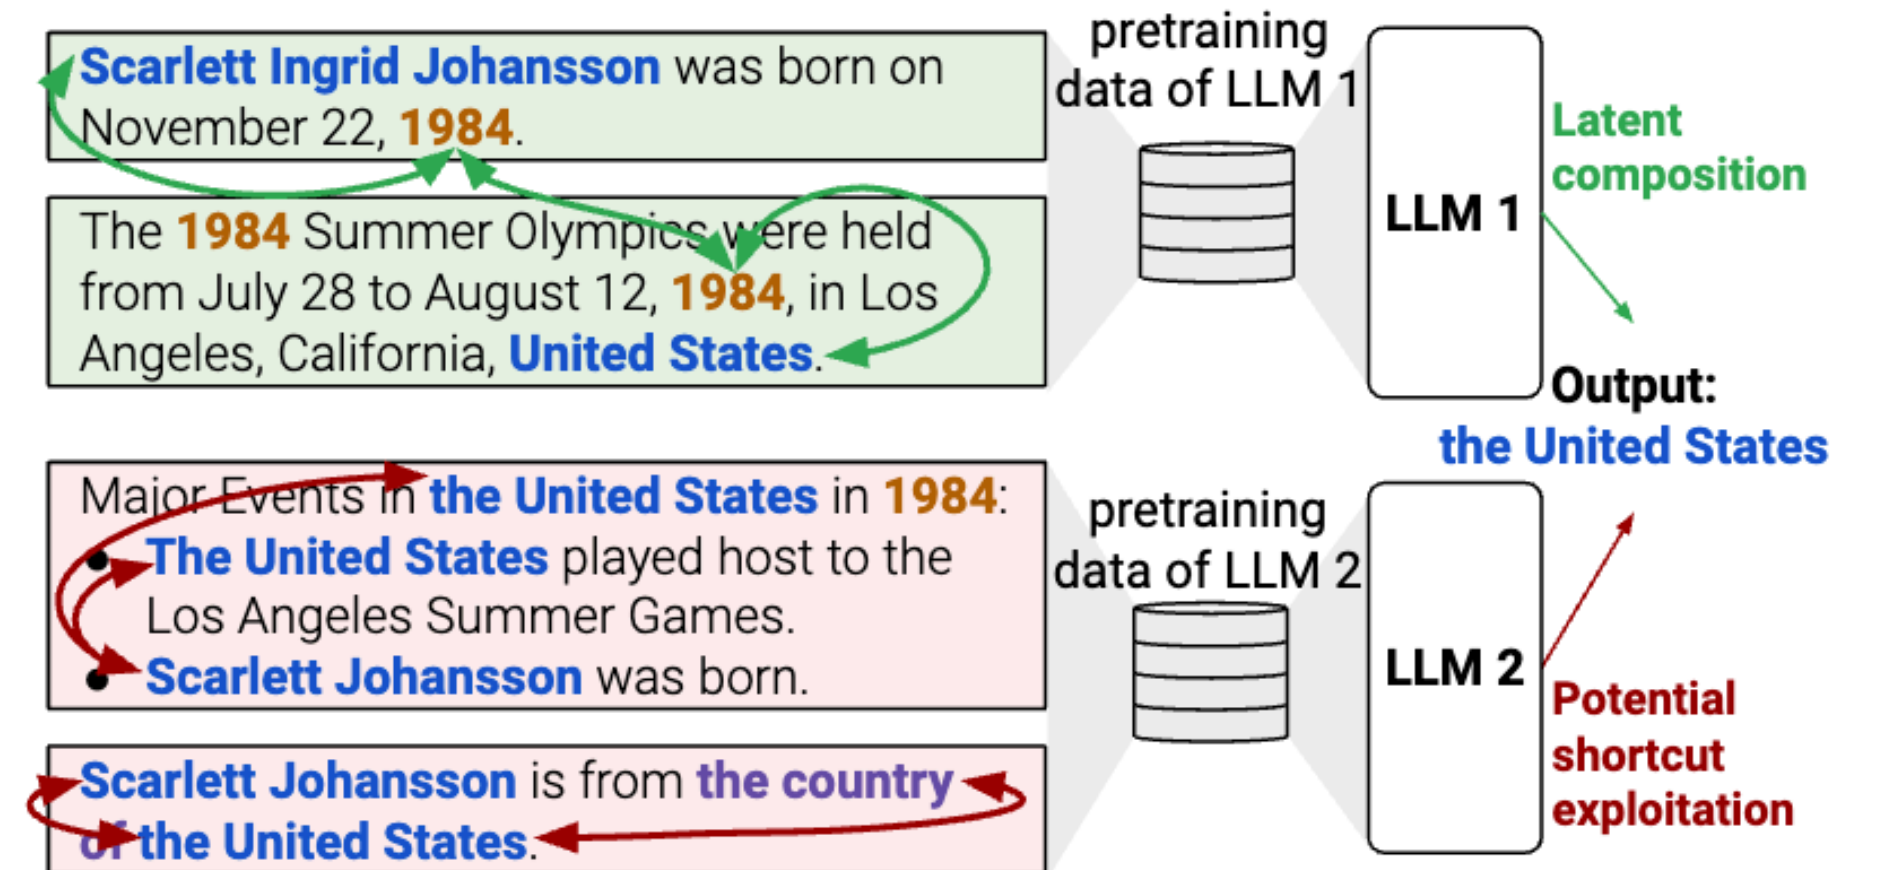 Scarlett Ingrid Johansson was born on
November 22, 1984.
The 1984 Summer Olympics were held
from July 28 to August 12, 1984, in Los
Angeles, California, United States.
pretraining
data of LLM 1
LLM 1
Latent
composition
Output:
the United States
Major Events in the United States in 1984:
• The United States played host to the
Los Angeles Summer Games.
• Scarlett Johansson was born.
Scarlett Johansson is from the country
of the United States.
pretraining
data of LLM 2
LLM 2
Potential
shortcut
exploitation